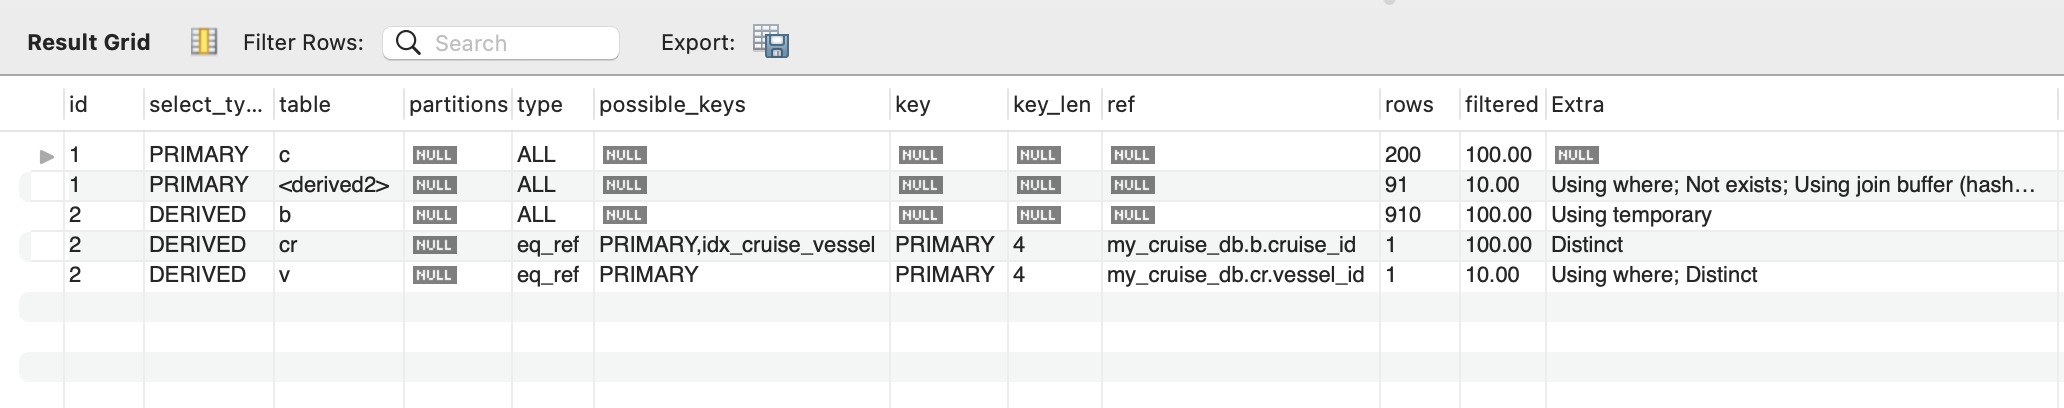 Result Grid Filter Rows: Search Export:
id select_ty... table partitions type possible_keys key key_len ref rows filtered Extra
1 PRIMARY c NULL ALL NULL NULL NULL NULL 200 100.00 NULL
1 PRIMARY <derived2> NULL ALL NULL NULL NULL NULL 91 10.00 Using where; Not exists; Using join buffer (hash...
2 DERIVED b NULL ALL NULL NULL NULL NULL 910 100.00 Using temporary
2 DERIVED cr NULL eq_ref PRIMARY,idx_cruise_vessel PRIMARY 4 my_cruise_db.b.cruise_id 1 100.00 Distinct
2 DERIVED v NULL eq_ref PRIMARY PRIMARY 4 my_cruise_db.cr.vessel_id 1 10.00 Using where; Distinct